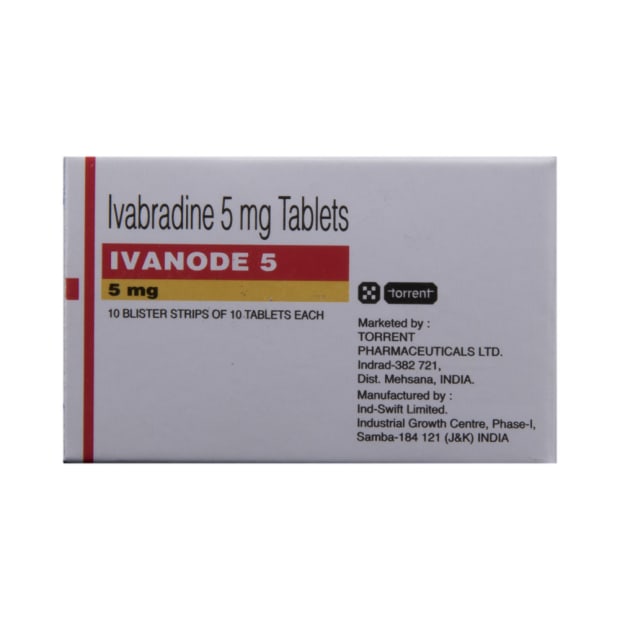 Ivabradine 5 mg Tablets
IVANODE 5
5 mg
10 BLISTER STRIPS OF 10 TABLETS EACH
torrent
Marketed by :
TORRENT
PHARMACEUTICALS LTD.
Indrad-382 721,
Dist. Mehsana, INDIA.
Manufactured by :
Ind-Swift Limited.
Industrial Growth Centre, Phase-I,
Samba-184 121 (J&K) INDIA